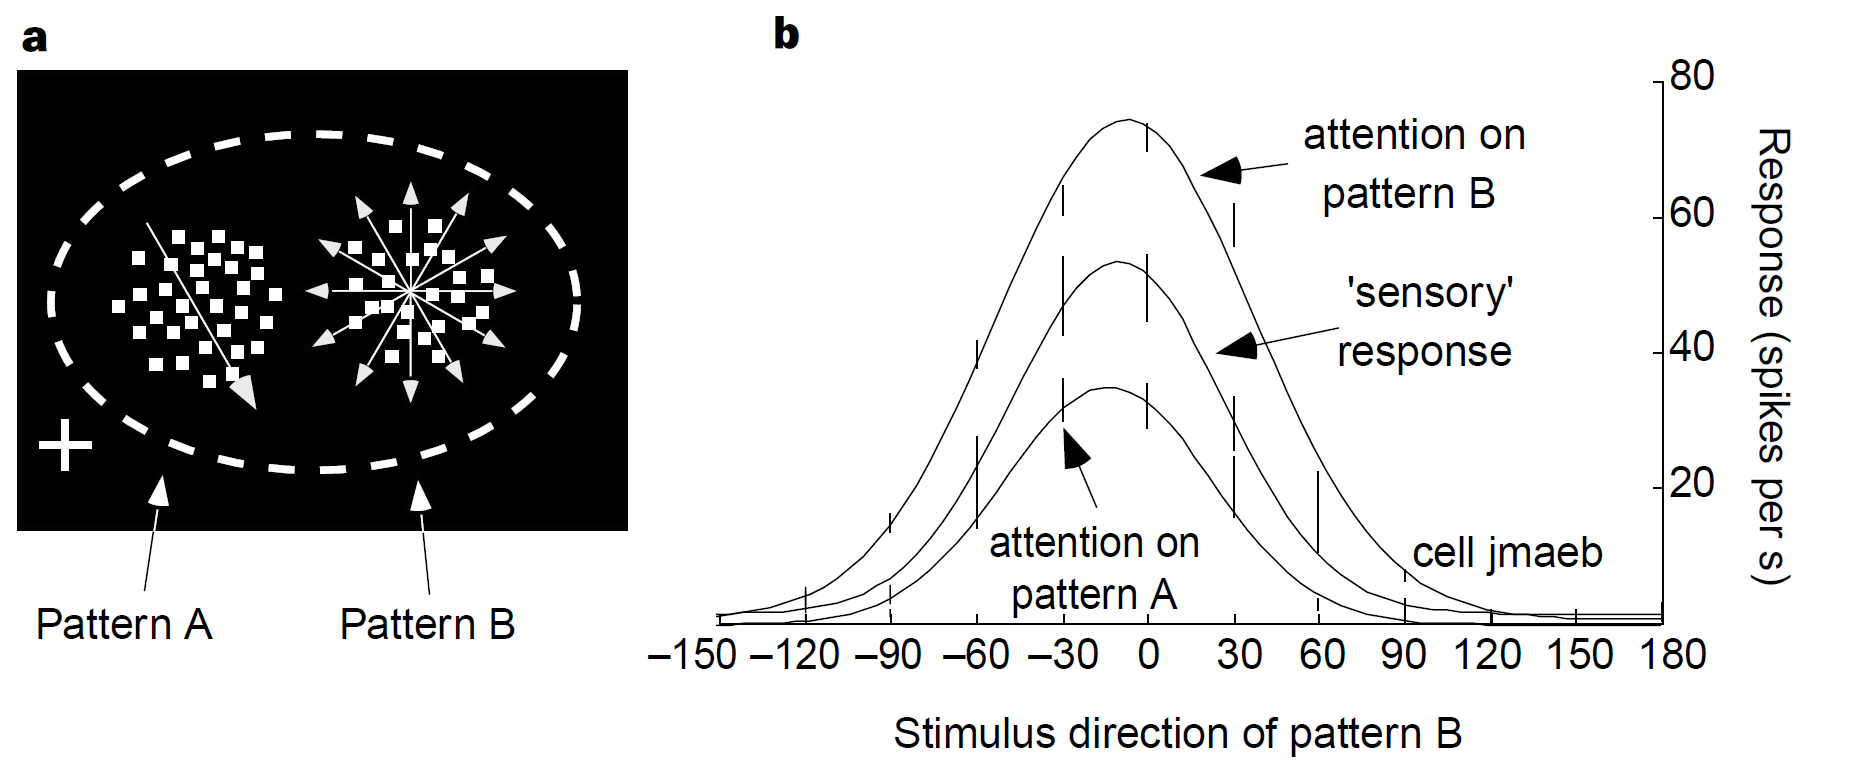 a
Pattern A
Pattern B
b
attention on
pattern B
'sensory'
response
attention on
pattern A
cell jmaeb
80
60
40
20
Response (spikes per s)
–150 –120 –90 –60 –30 0 30 60 90 120 150 180
Stimulus direction of pattern B